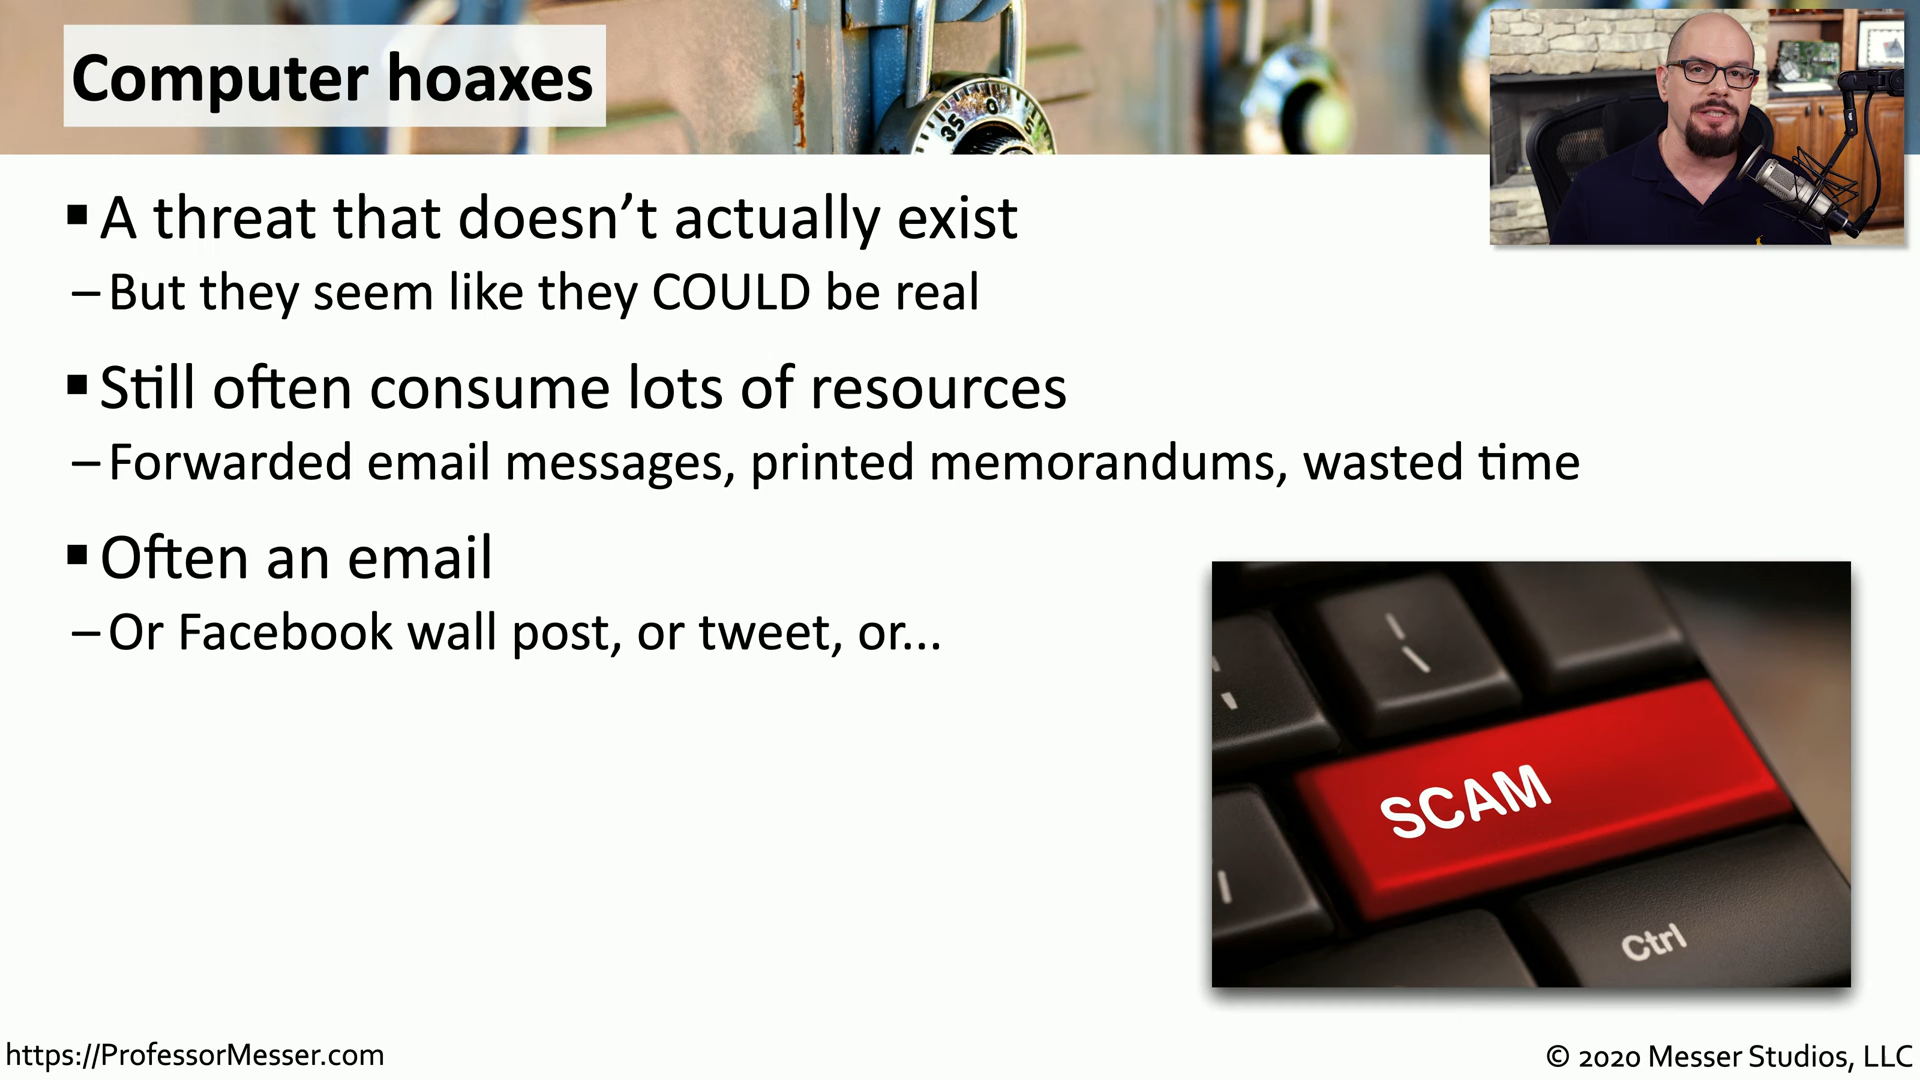 Computer hoaxes
▪ A threat that doesn't actually exist
– But they seem like they COULD be real
▪ Still often consume lots of resources
– Forwarded email messages, printed memorandums, wasted time
▪ Often an email
– Or Facebook wall post, or tweet, or...
0
35
SCAM
Ctrl
https://ProfessorMesser.com
© 2020 Messer Studios, LLC